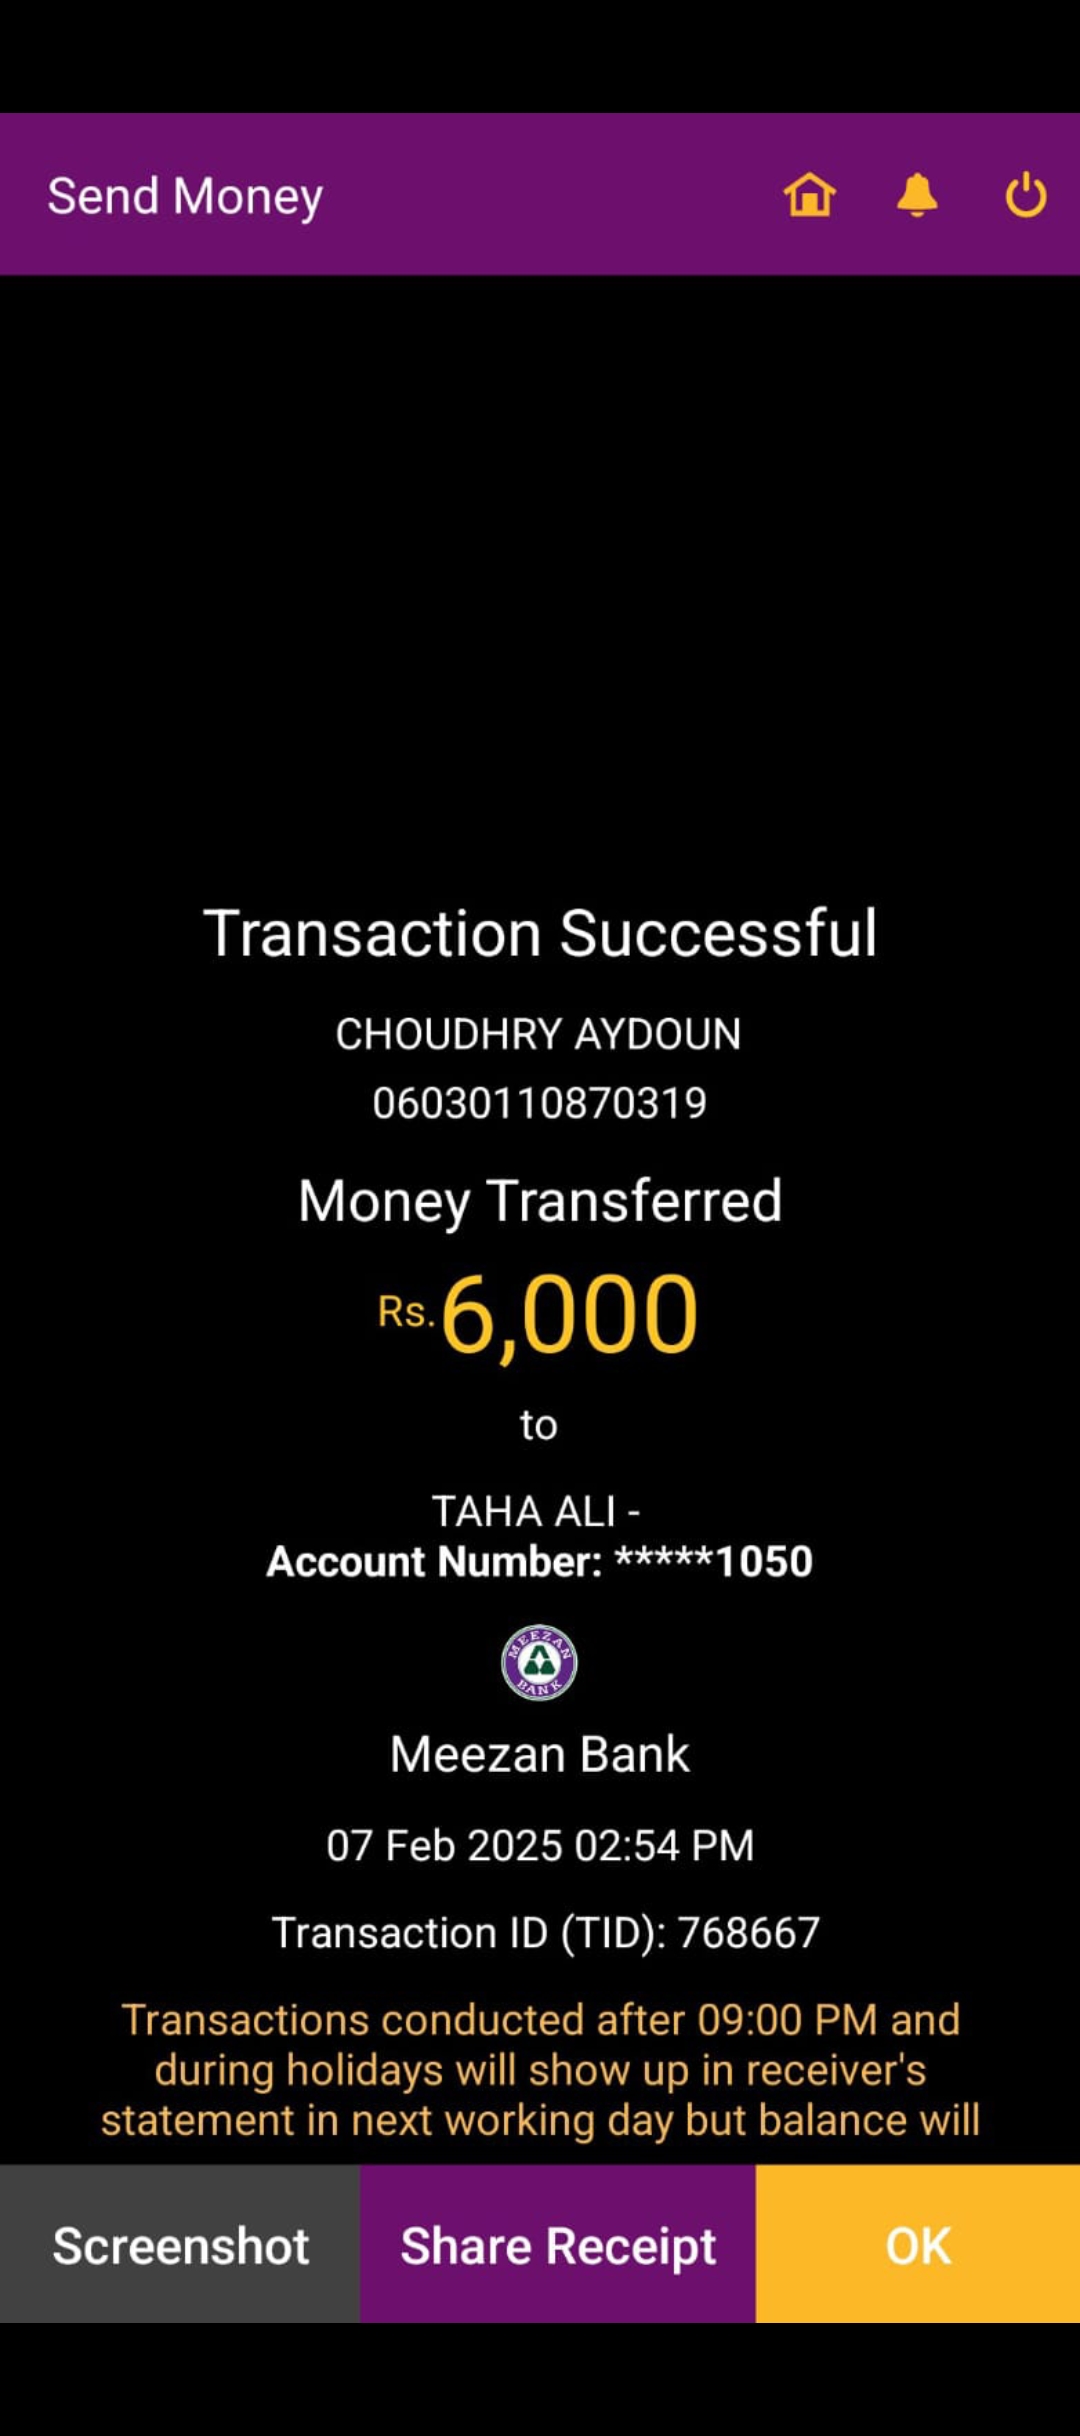 Send Money
Transaction Successful
CHOUDHRY AYDOUN
06030110870319
Money Transferred
Rs.6,000
to
TAHA ALI -
Account Number: *****1050
MEEZAN BANK
Meezan Bank
07 Feb 2025 02:54 PM
Transaction ID (TID): 768667
Transactions conducted after 09:00 PM and
during holidays will show up in receiver's
statement in next working day but balance will
Screenshot
Share Receipt
OK